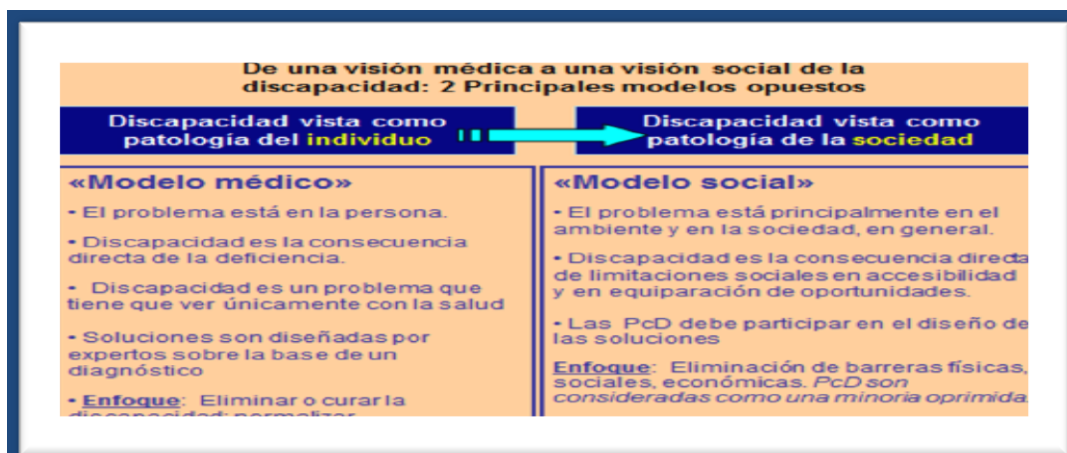 De una visión médica a una visión social de la
discapacidad: 2 Principales modelos opuestos
Discapacidad vista como
patología del individuo
Discapacidad vista como
patología de la sociedad
«Modelo médico»
• El problema está en la persona.
• Discapacidad es la consecuencia
directa de la deficiencia.
• Discapacidad es un problema que
tiene que ver únicamente con la salud
• Soluciones son diseñadas por
expertos sobre la base de un
diagnóstico
• Enfoque: Eliminar o curar la
discapacidad; normalizar
«Modelo social»
• El problema está principalmente en el
ambiente y en la sociedad, en general.
• Discapacidad es la consecuencia directa
de limitaciones sociales en accesibilidad
y en equiparación de oportunidades.
• Las PcD debe participar en el diseño de
las soluciones
Enfoque: Eliminación de barreras físicas,
sociales, económicas. PcD son
consideradas como una minoria oprimida.